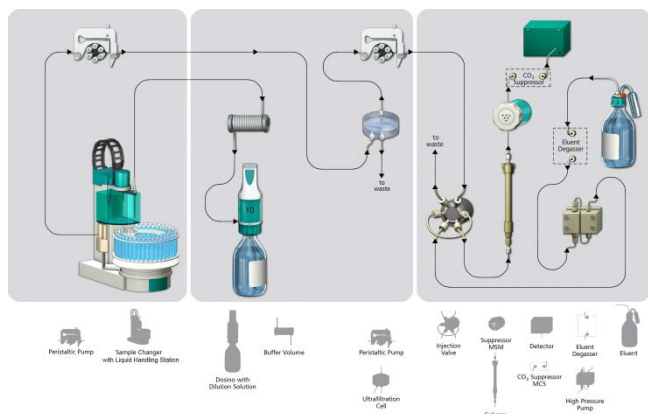 CO₂
Suppressor
to
waste
Eluent
Degasser
10
to
waste
Peristaltic Pump
Sample Changer
with Liquid Handling Station
Dosino with
Dilution Solution
Buffer Volume
Peristaltic Pump
Ultrafiltration
Cell
Injection
Valve
Suppressor
MSM
Detector
Eluent
Degasser
Eluent
CO₂ Suppressor
MCS
High Pressure
Pump